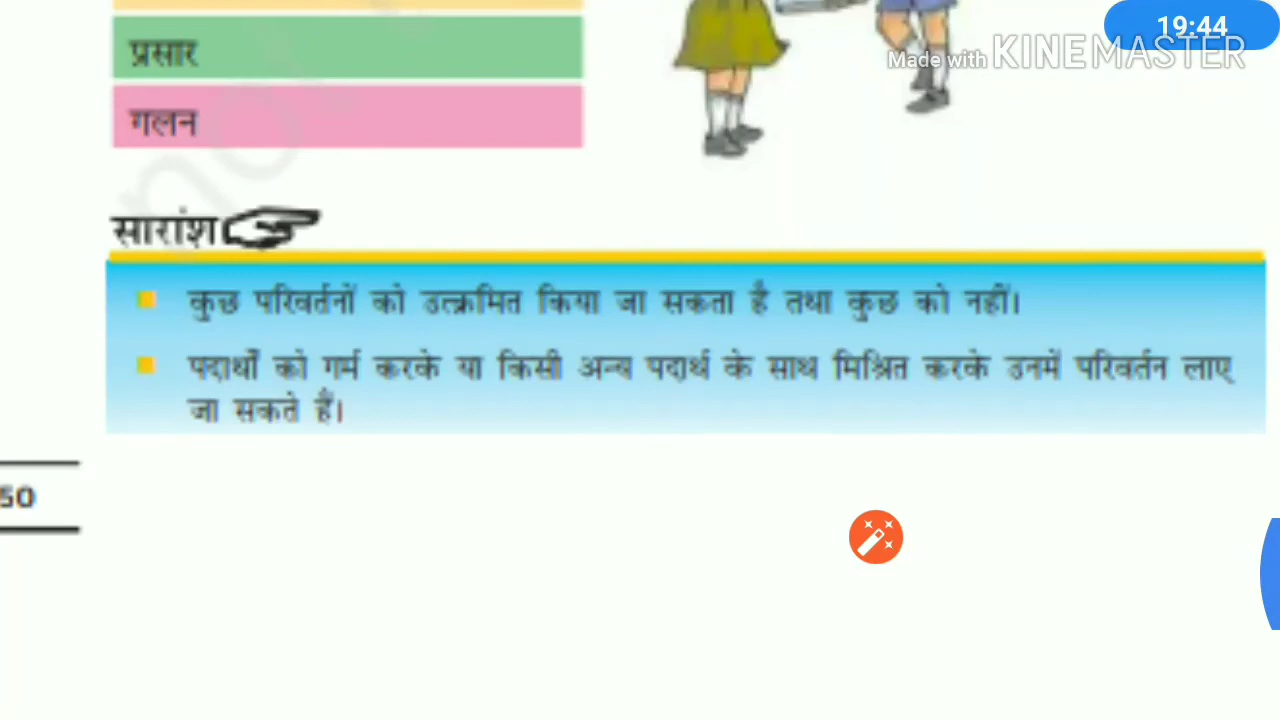 19:44
Made with KINEMASTER
प्रसार
गलन
सारांश
कुछ परिवर्तनों को उत्क्रमित किया जा सकता है तथा कुछ को नहीं।
पदार्थों को गर्म करके या किसी अन्य पदार्थ के साथ मिश्रित करके उनमें परिवर्तन लाए
जा सकते हैं।
50